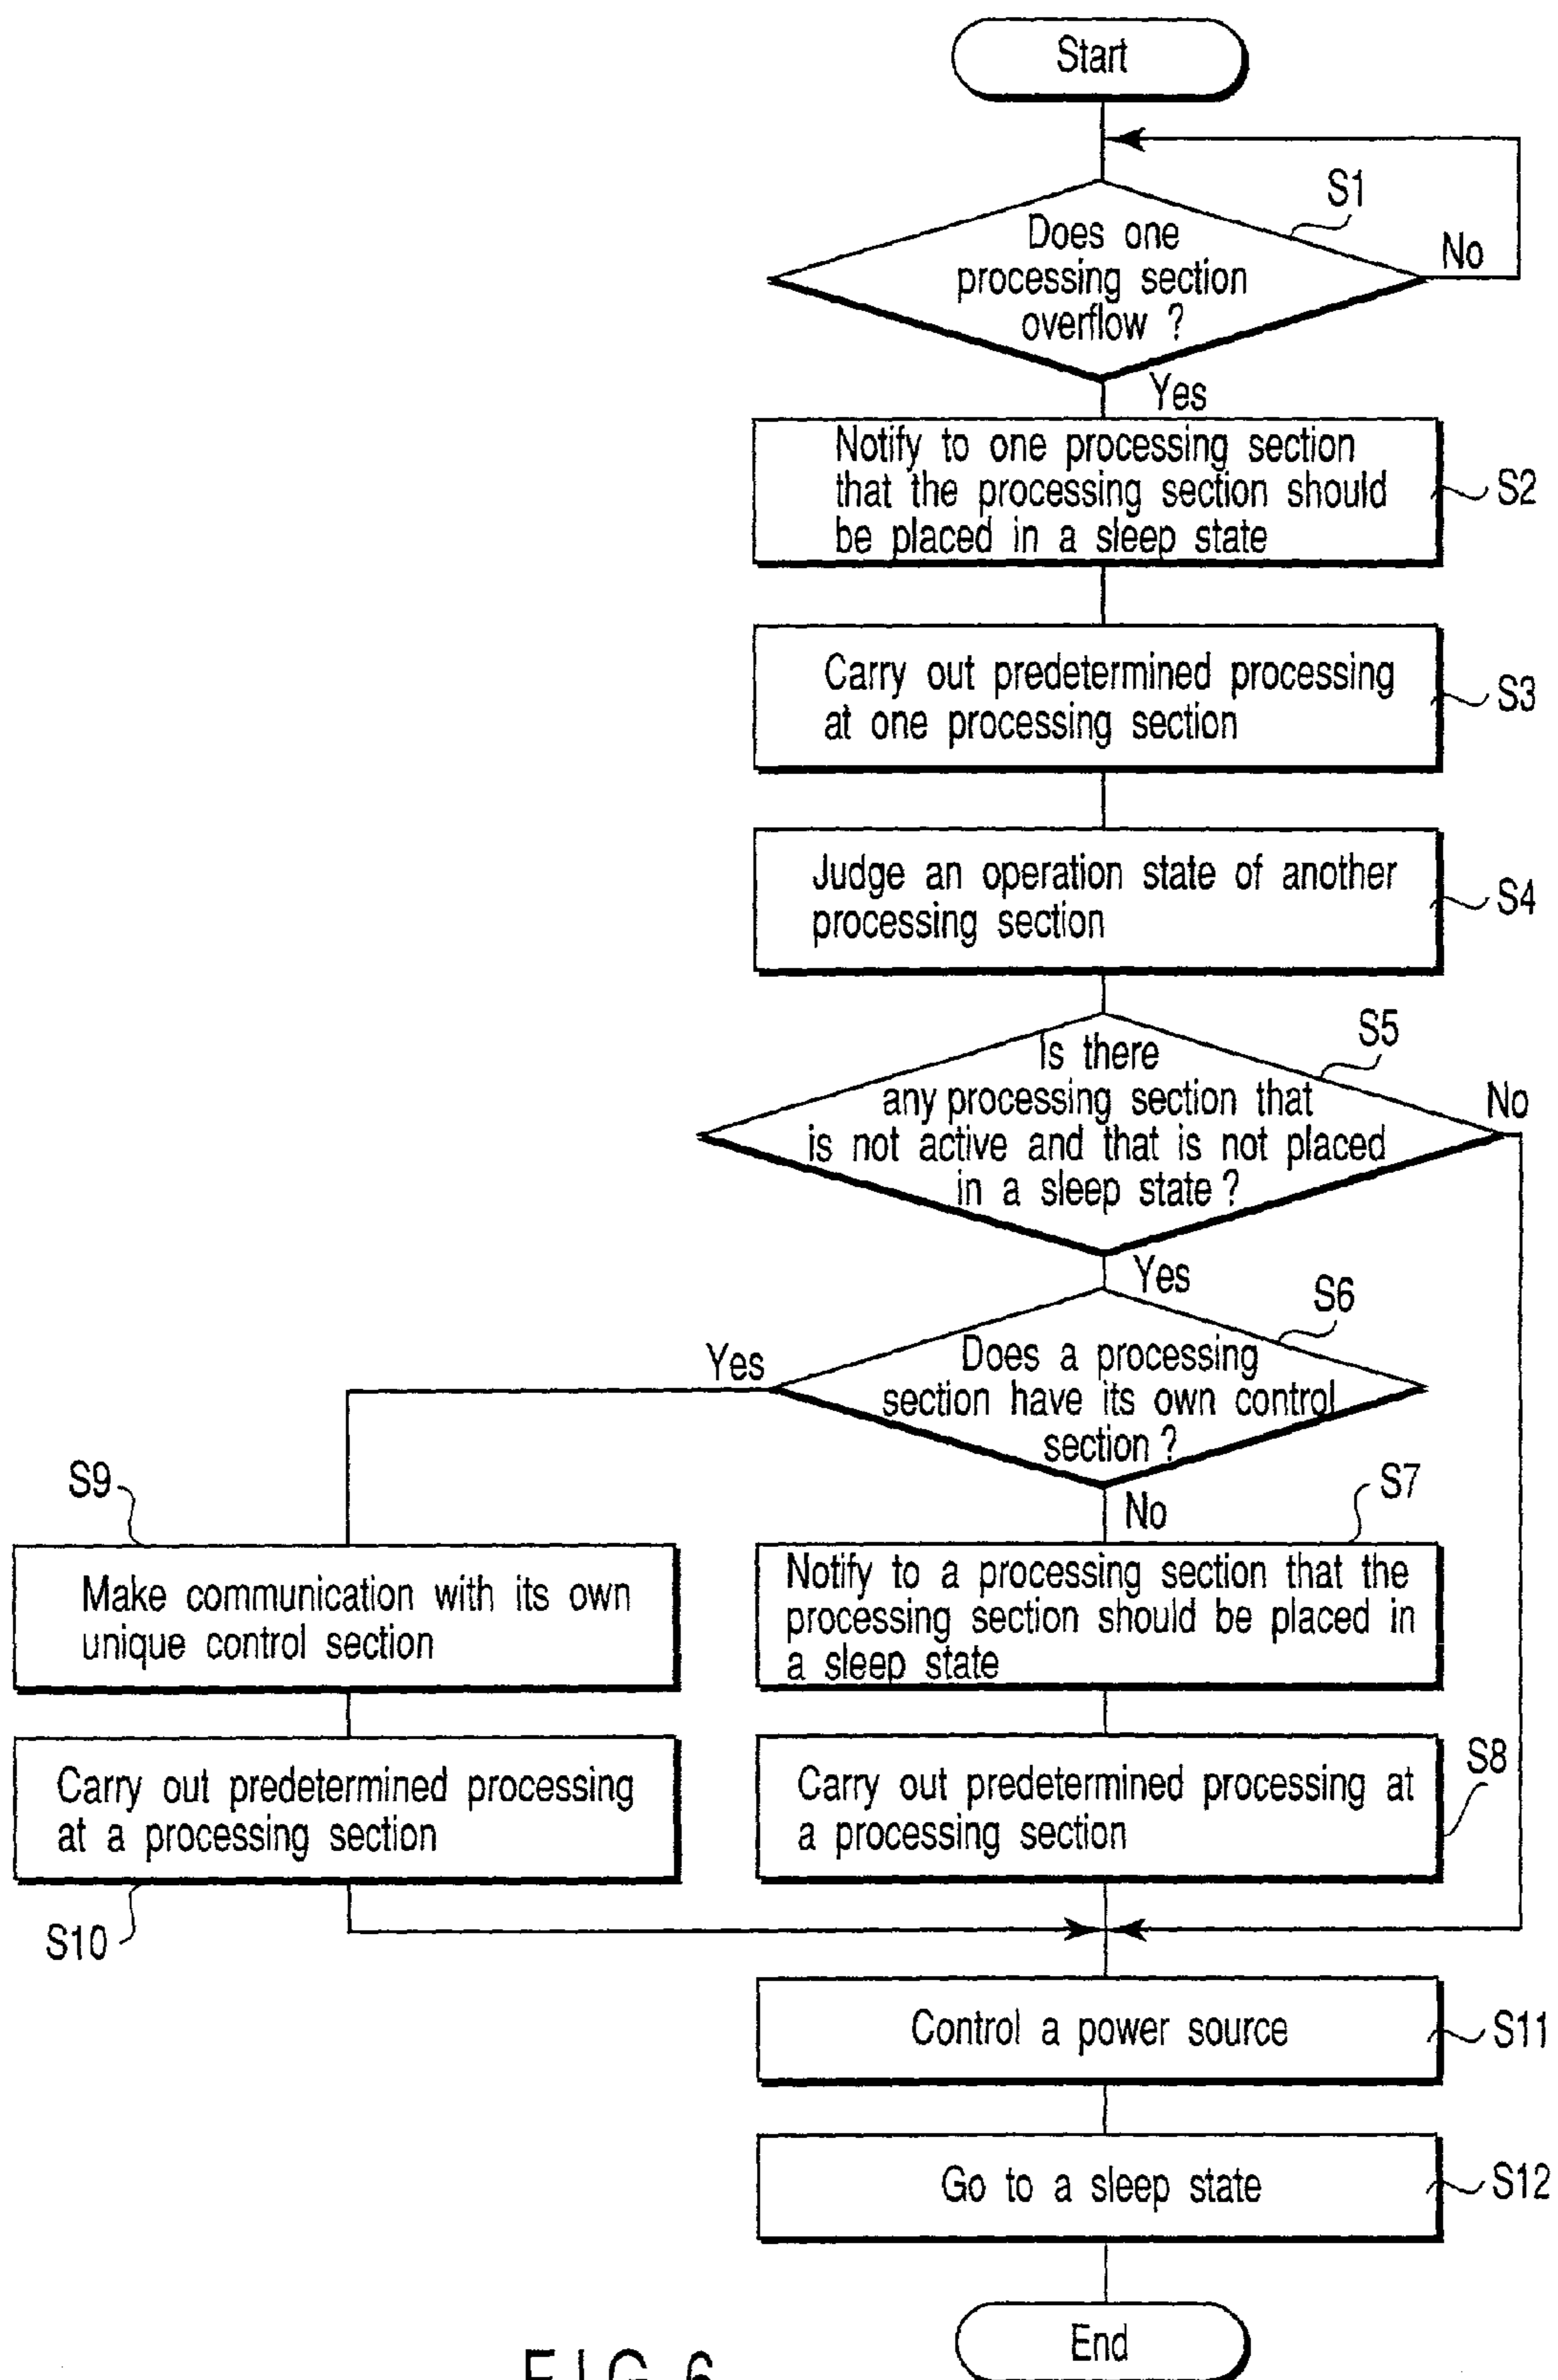 Start
S1
Does one
processing section
overflow ?
No
Yes
Notify to one processing section
that the processing section should
be placed in a sleep state
S2
Carry out predetermined processing
at one processing section
S3
Judge an operation state of another
processing section
S4
S5
Is there
any processing section that
is not active and that is not placed
in a sleep state ?
No
Yes
S6
Does a processing
section have its own control
section ?
Yes
No
S9
Make communication with its own
unique control section
S7
Notify to a processing section that the
processing section should be placed in
a sleep state
Carry out predetermined processing
at a processing section
S10
Carry out predetermined processing at
a processing section
S8
Control a power source
S11
Go to a sleep state
S12
End
FIG. 6